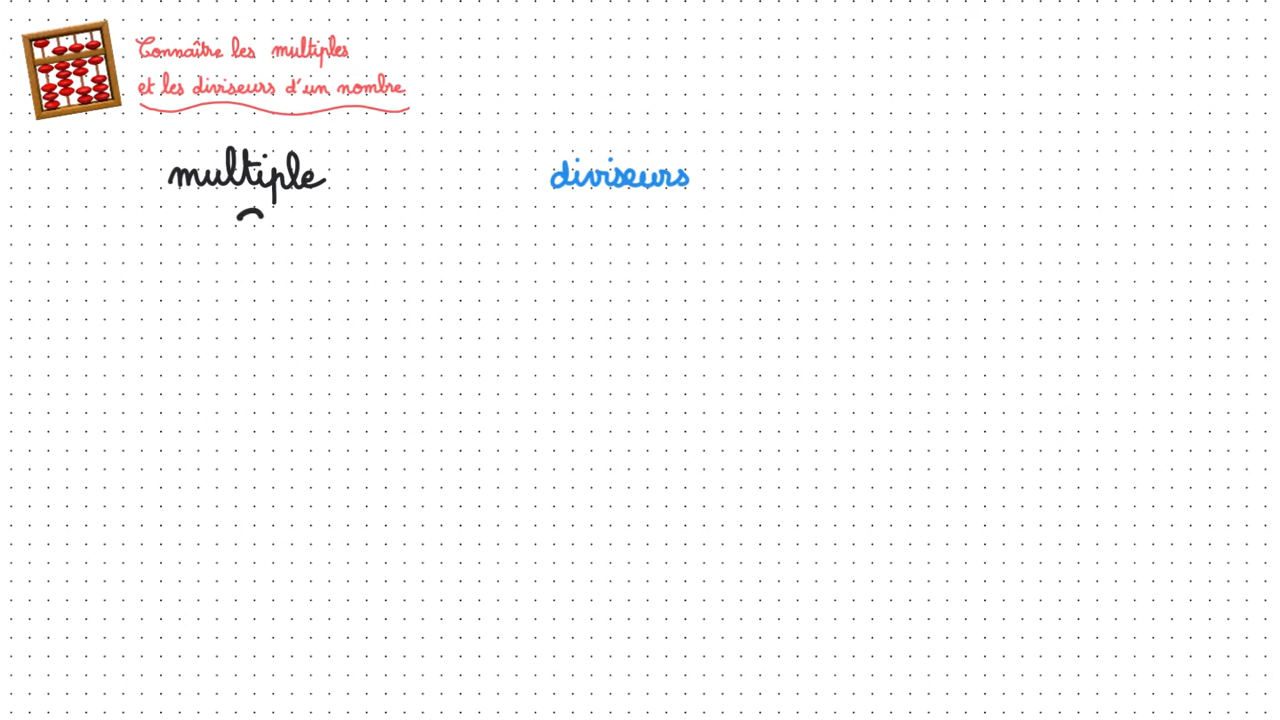 Connaître les multiples
et les diviseurs d'un nombre
multiple
diviseurs